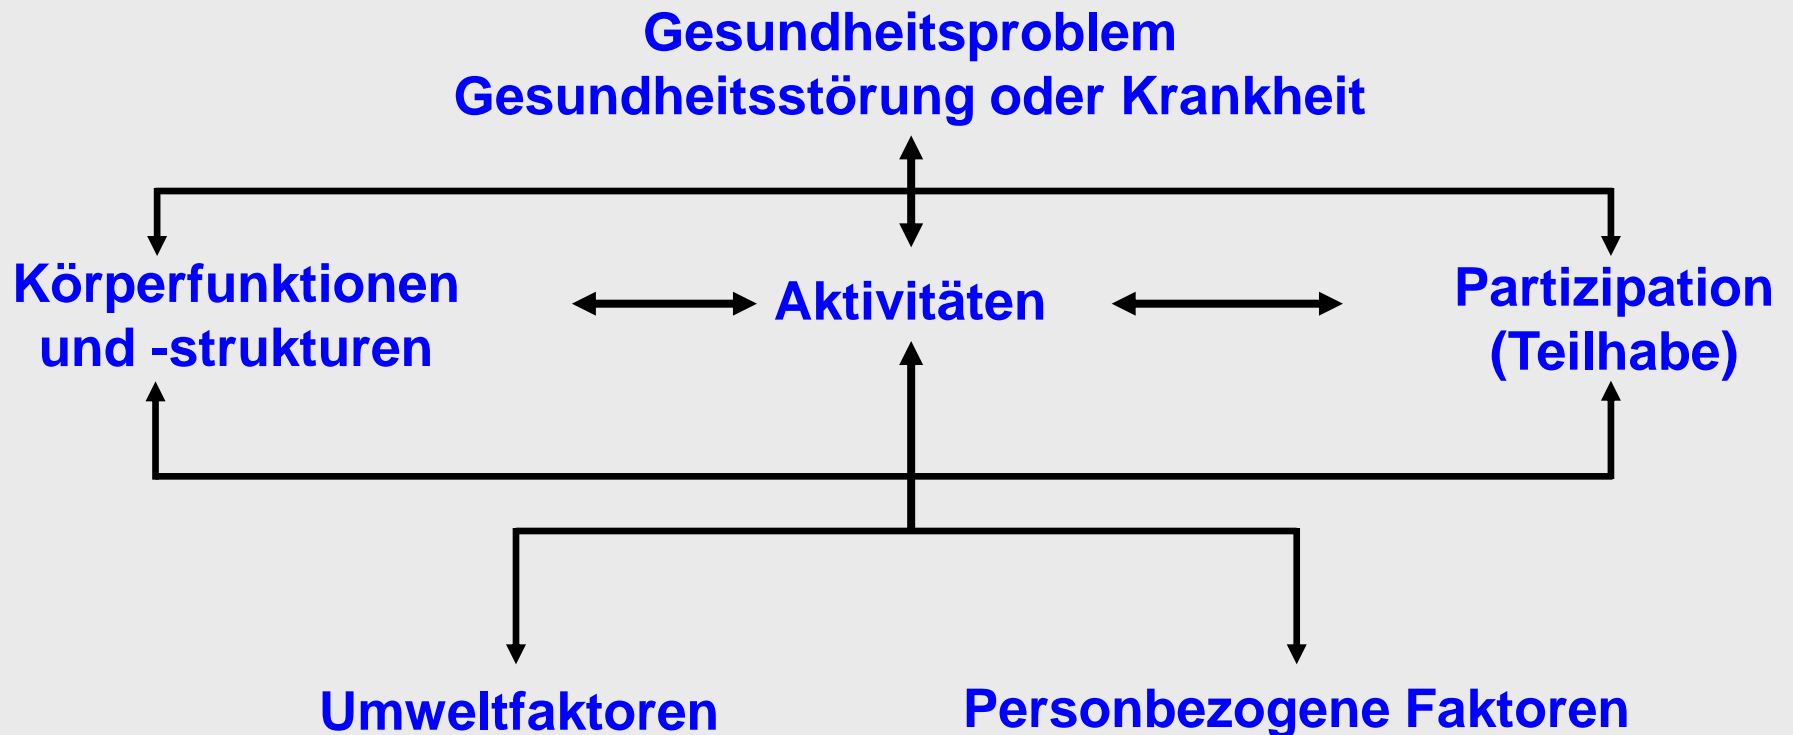 Gesundheitsproblem
Gesundheitsstörung oder Krankheit
Körperfunktionen
und -strukturen
Aktivitäten
Partizipation
(Teilhabe)
Umweltfaktoren
Personbezogene Faktoren